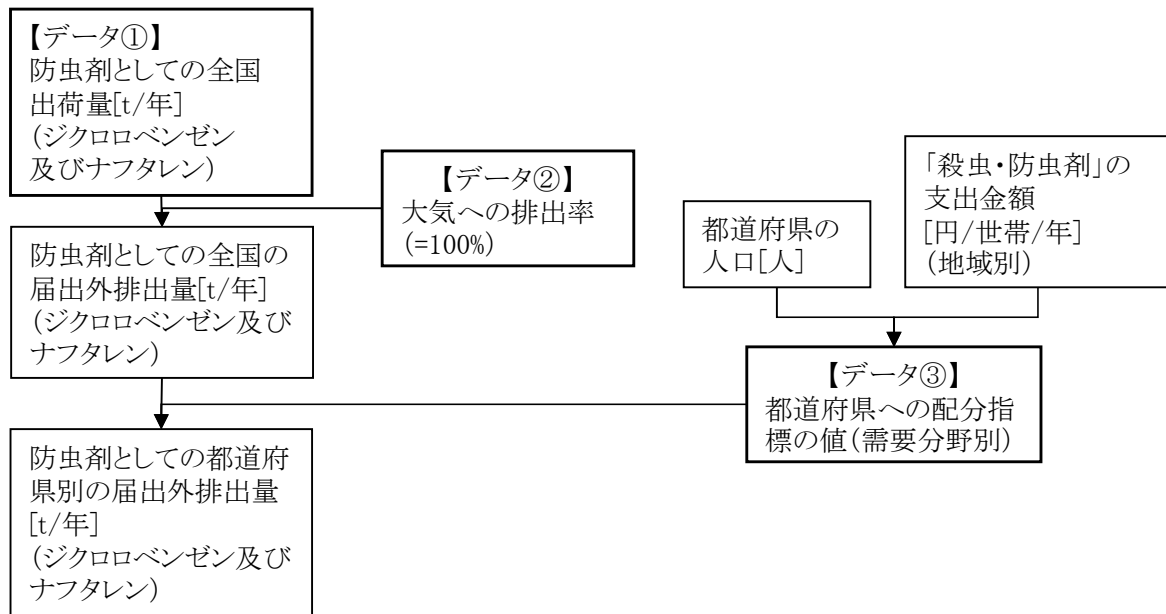 【データ①】
防虫剤としての全国
出荷量[t/年]
(ジクロロベンゼン
及びナフタレン)
【データ②】
大気への排出率
(=100%)
都道府県の
人口[人]
「殺虫・防虫剤」の
支出金額
[円/世帯/年]
(地域別)
防虫剤としての全国の
届出外排出量[t/年]
(ジクロロベンゼン及び
ナフタレン)
【データ③】
都道府県への配分指
標の値(需要分野別)
防虫剤としての都道府
県別の届出外排出量
[t/年]
(ジクロロベンゼン及び
ナフタレン)